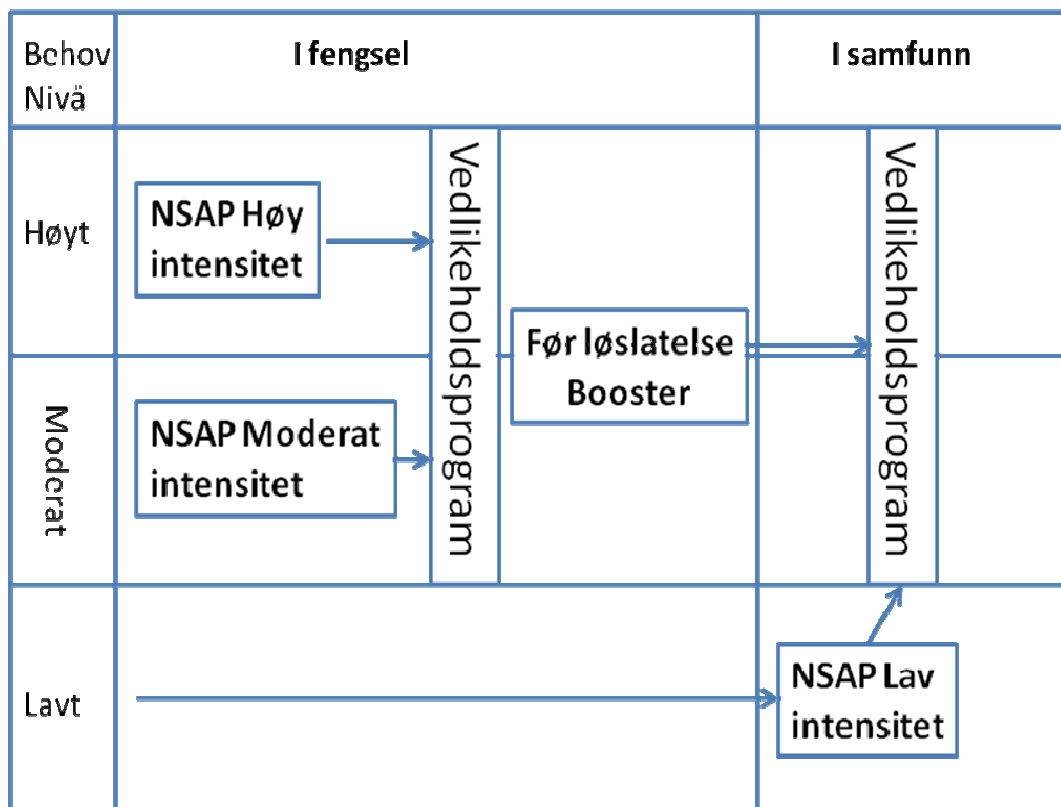 Behov
Nivå
I fengsel
I samfunn
Høyt
NSAP Høy
intensitet
Vedlikeholdsprogram
Før løslatelse
Booster
Vedlikeholdsprogram
Moderat
NSAP Moderat
intensitet
Lavt
NSAP Lav
intensitet